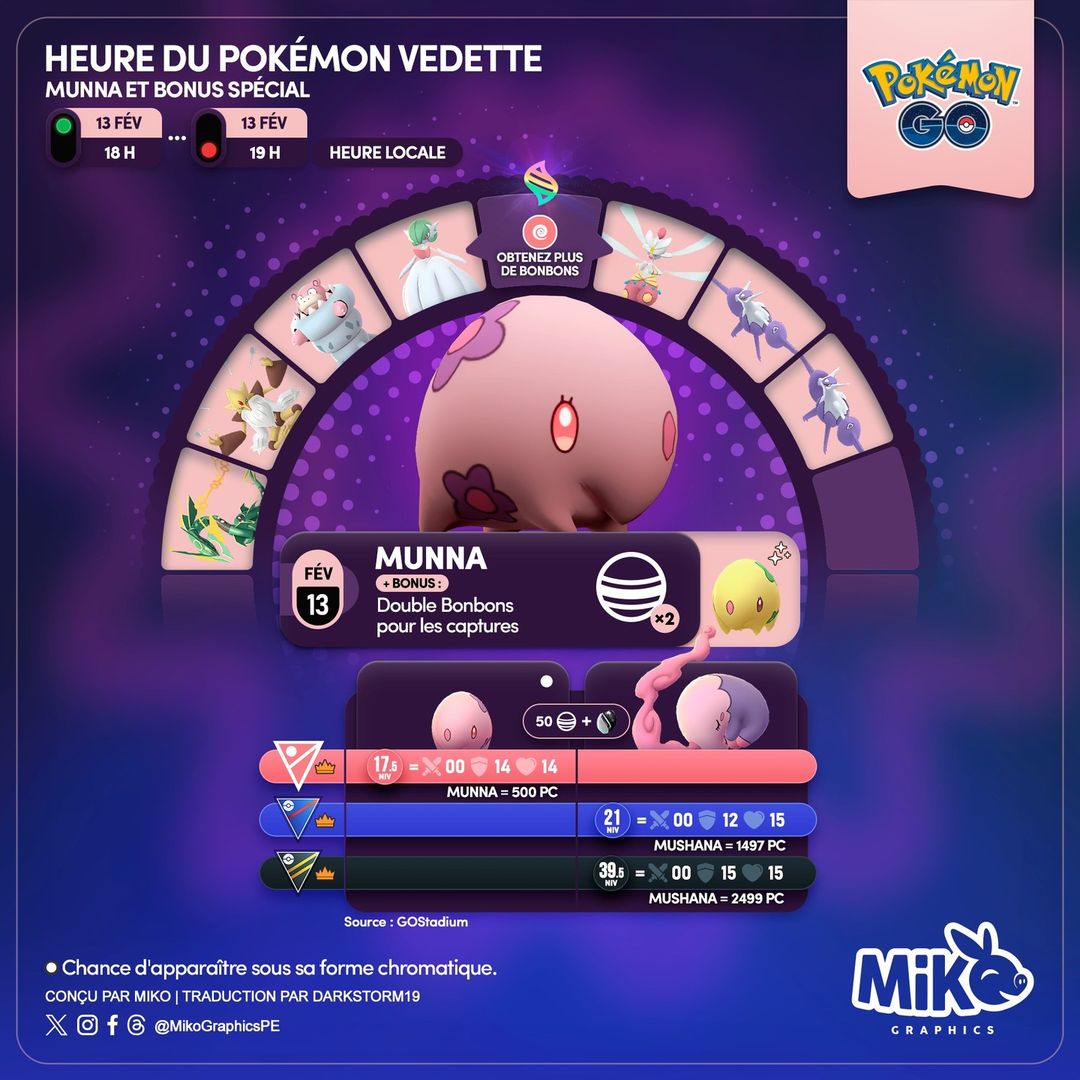 HEURE DU POKÉMON VEDETTE
MUNNA ET BONUS SPÉCIAL
POKÉMON
GO
13 FÉV ... 13 FÉV
18 H 19 H HEURE LOCALE
OBTENEZ PLUS
DE BONBONS
FÉV
13
MUNNA
+ BONUS :
Double Bonbons
pour les captures
×2
50 +
17.5 NIV = 00 14 14
MUNNA = 500 PC
21 NIV = 00 12 15
MUSHANA = 1497 PC
39.5 NIV = 00 15 15
MUSHANA = 2499 PC
Source : GOStadium
Chance d'apparaître sous sa forme chromatique.
CONÇU PAR MIKO | TRADUCTION PAR DARKSTORM19
@MikoGraphicsPE
MiKO
GRAPHICS